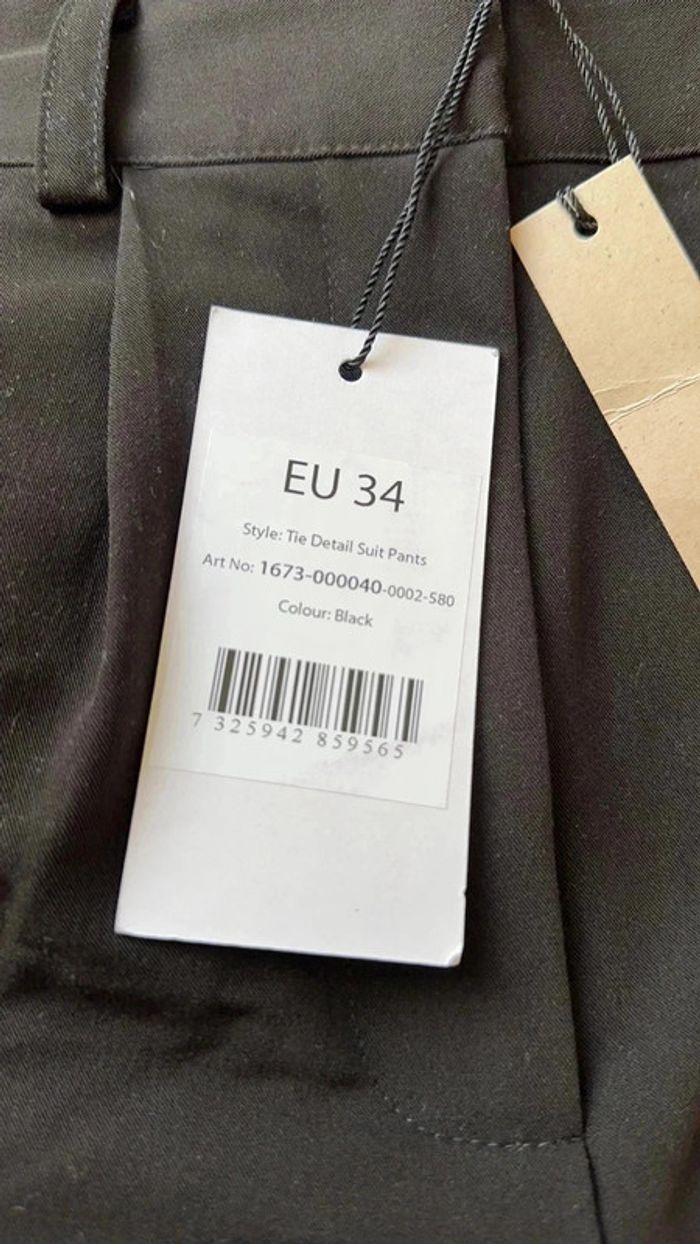 EU 34
Style: Tie Detail Suit Pants
Art No: 1673-000040-0002-580
Colour: Black
7 325942 859565